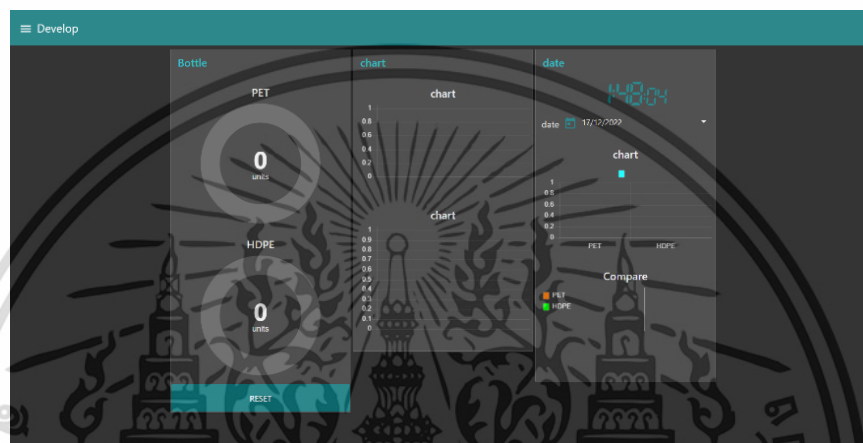 Develop
Bottle
PET
0
units
HDPE
0
units
RESET
chart
chart
1
0.8
0.6
0.4
0.2
0
chart
1
0.9
0.8
0.7
0.6
0.5
0.4
0.3
0.2
0.1
0
date
1:48:04
date 17/12/2022
chart
1
0.8
0.6
0.4
0.2
0
PET HDPE
Compare
PET
HDPE